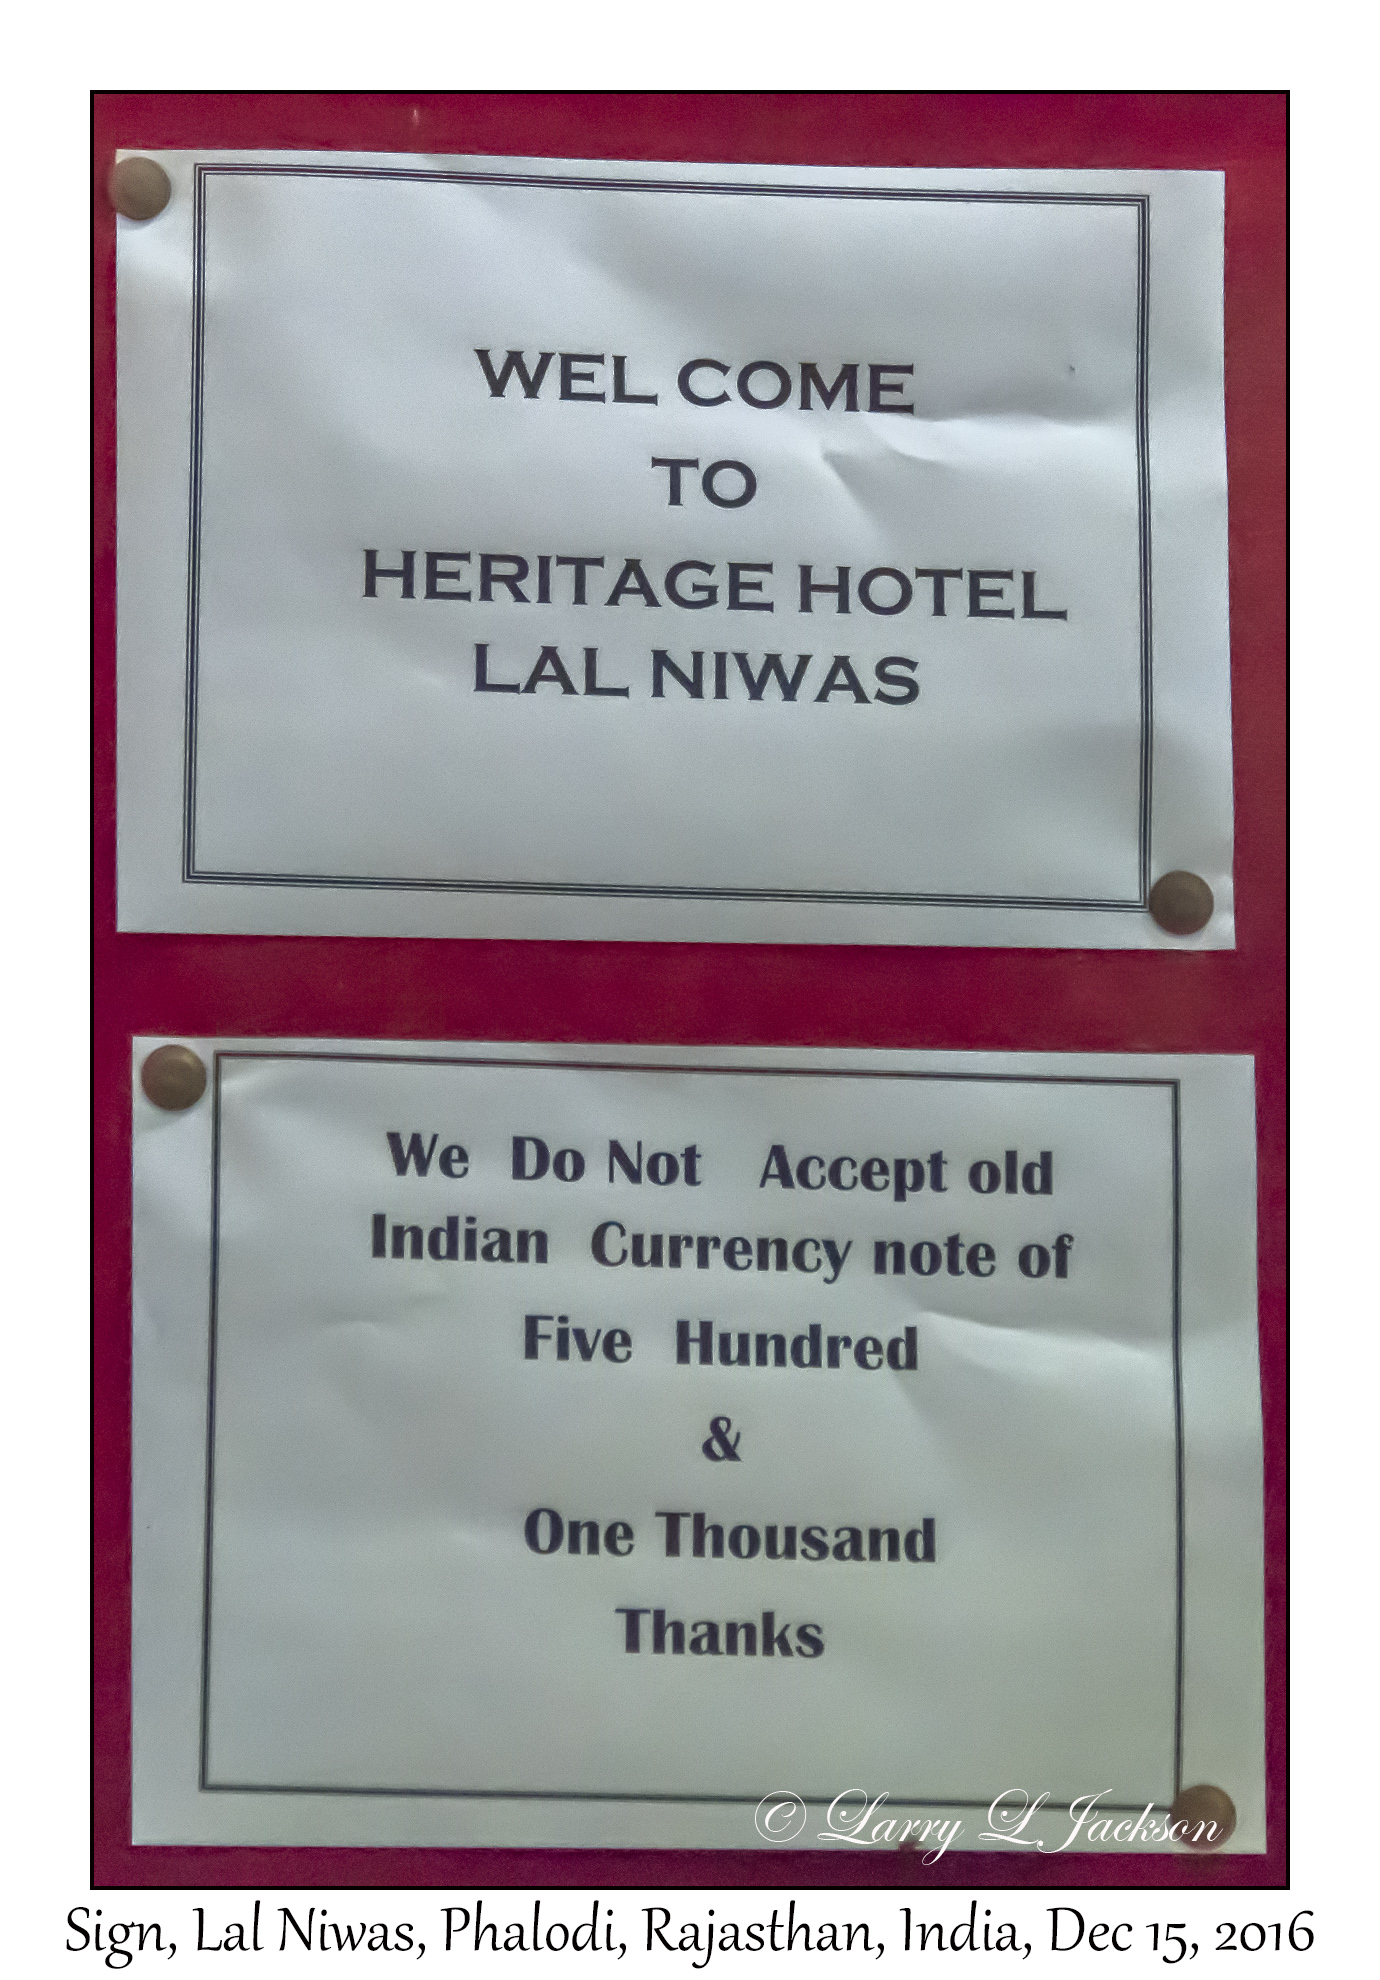 WEL COME
TO
HERITAGE HOTEL
LAL NIWAS
We Do Not Accept old
Indian Currency note of
Five Hundred
&
One Thousand
Thanks
© Larry L Jackson
Sign, Lal Niwas, Phalodi, Rajasthan, India, Dec 15, 2016